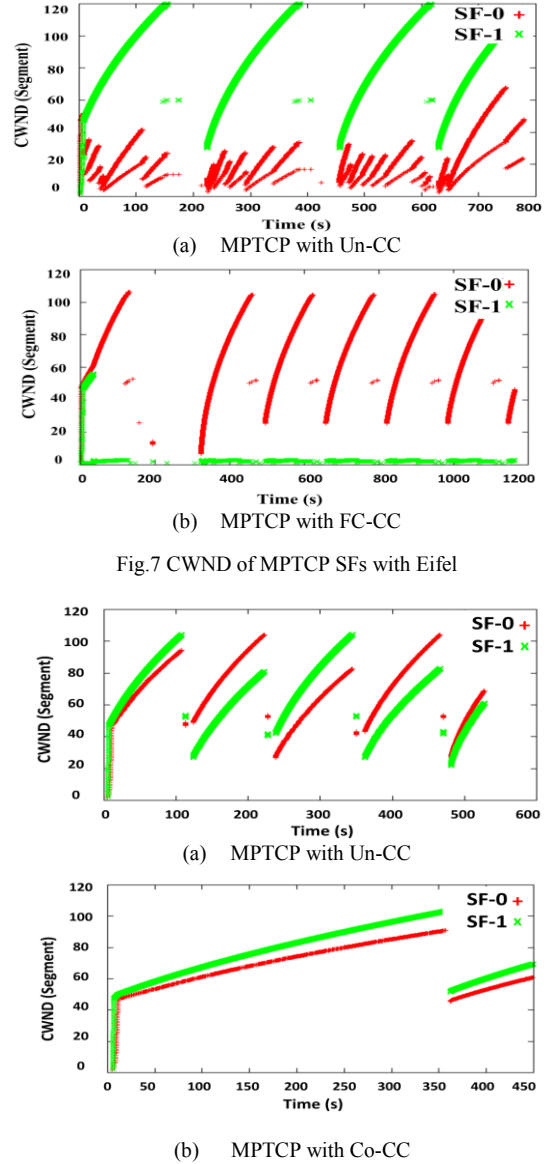 SF-0 +
SF-1 ×
120
100
80
60
40
20
0
CWND (Segment)
0 100 200 300 400 500 600 700 800
Time (s)
(a) MPTCP with Un-CC
120
100
80
60
40
20
0
CWND (Segment)
SF-0 +
SF-1 ×
0 200 400 600 800 1000 1200
Time (s)
(b) MPTCP with FC-CC
Fig.7 CWND of MPTCP SFs with Eifel
120
100
80
60
40
20
0
CWND (Segment)
SF-0 +
SF-1 ×
0 100 200 300 400 500 600
Time (s)
(a) MPTCP with Un-CC
120
100
80
60
40
20
0
CWND (Segment)
SF-0 +
SF-1 ×
0 50 100 150 200 250 300 350 400 450
Time (s)
(b) MPTCP with Co-CC